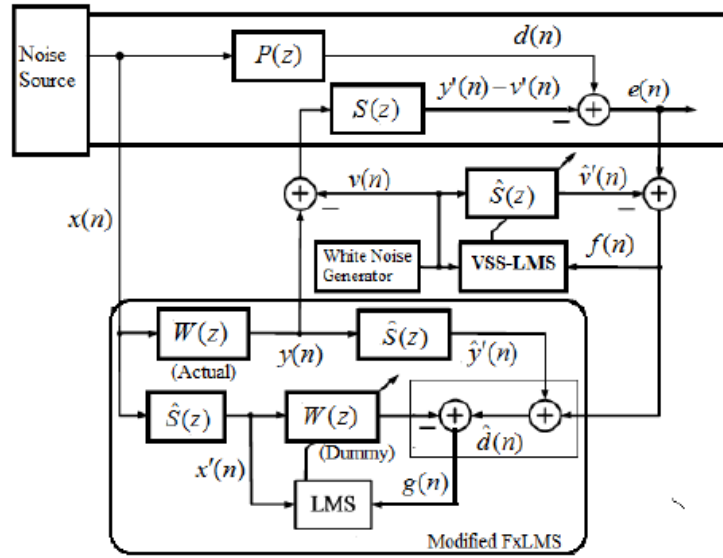 Noise
Source
P(z)
d(n)
S(z)
y'(n)−v'(n)
+
−
e(n)
x(n)
+
−
v(n)
Ŝ(z)
v̂'(n)
+
−
White Noise
Generator
VSS-LMS
f(n)
W(z)
(Actual)
y(n)
Ŝ(z)
ŷ'(n)
Ŝ(z)
W(z)
(Dummy)
−
+
+
d̂(n)
x'(n)
LMS
g(n)
Modified FxLMS